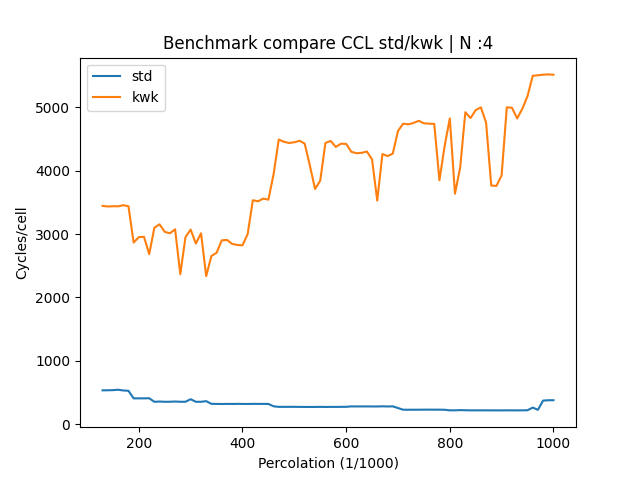 Benchmark compare CCL std/kwk | N :4
std
kwk
Cycles/cell
5000
4000
3000
2000
1000
0
200
400
600
800
1000
Percolation (1/1000)